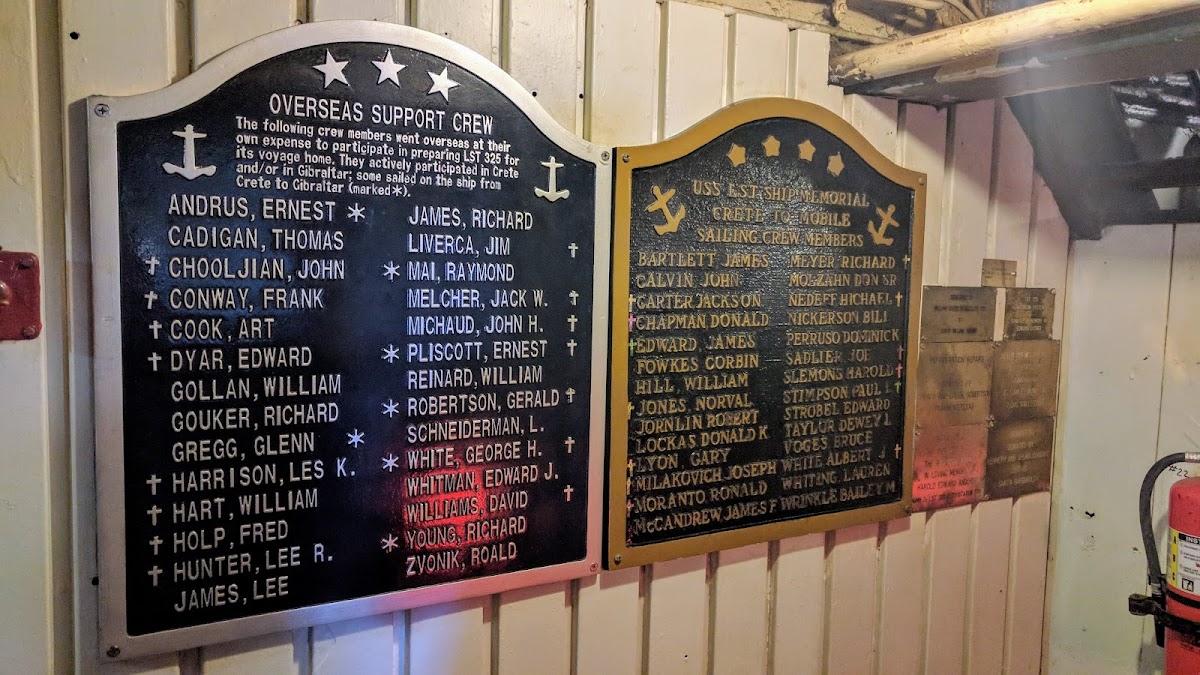 OVERSEAS SUPPORT CREW
The following crew members went overseas at their
own expense to participate in preparing LST 325 for
its voyage home. They actively participated in Crete
and/or in Gibraltar; some sailed on the ship from
Crete to Gibraltar (marked✳).
ANDRUS, ERNEST ✳
CADIGAN, THOMAS
✝ CHOOLJIAN, JOHN
✝ CONWAY, FRANK
✝ COOK, ART
✝ DYAR, EDWARD
GOLLAN, WILLIAM
GOUKER, RICHARD
GREGG, GLENN ✳
✝ HARRISON, LES K.
✝ HART, WILLIAM
✝ HOLP, FRED
✝ HUNTER, LEE R.
JAMES, LEE
JAMES, RICHARD
LIVERCA, JIM ✝
✳ MAI, RAYMOND
MELCHER, JACK W. ✝
MICHAUD, JOHN H. ✝
✳ PLISCOTT, ERNEST ✝
REINARD, WILLIAM
✳ ROBERTSON, GERALD ✝
SCHNEIDERMAN, L.
✳ WHITE, GEORGE H. ✝
WHITMAN, EDWARD J.
WILLIAMS, DAVID ✝
✳ YOUNG, RICHARD
ZVONIK, ROALD
USS LST SHIP MEMORIAL
CRETE TO MOBILE
SAILING CREW MEMBERS
BARTLETT JAMES
CALVIN JOHN
✝ CARTER JACKSON
✝ CHAPMAN DONALD
✝ EDWARD, JAMES
FOWKES CORBIN
HILL, WILLIAM
✝ JONES, NORVAL
JORNLIN ROBERT
LOCKAS DONALD K
✝ LYON, GARY
✝ MILAKOVICH JOSEPH
✝ MORANTO RONALD
McCANDREW, JAMES F
MEYER RICHARD ✝
MOLZAHN DON SR
NEDEFF MICHAEL ✝
NICKERSON BILL
PERRUSO DOMINICK
SADLIER JOE ✝
SLEMONS HAROLD ✝
STIMPSON PAUL ✝
STROBEL EDWARD
TAYLOR DEWEY
VOGES BRUCE
WHITE ALBERT J ✝
WHITING, LAUREN
WRINKLE BAILEY M
IN LOVING MEMORY
#22